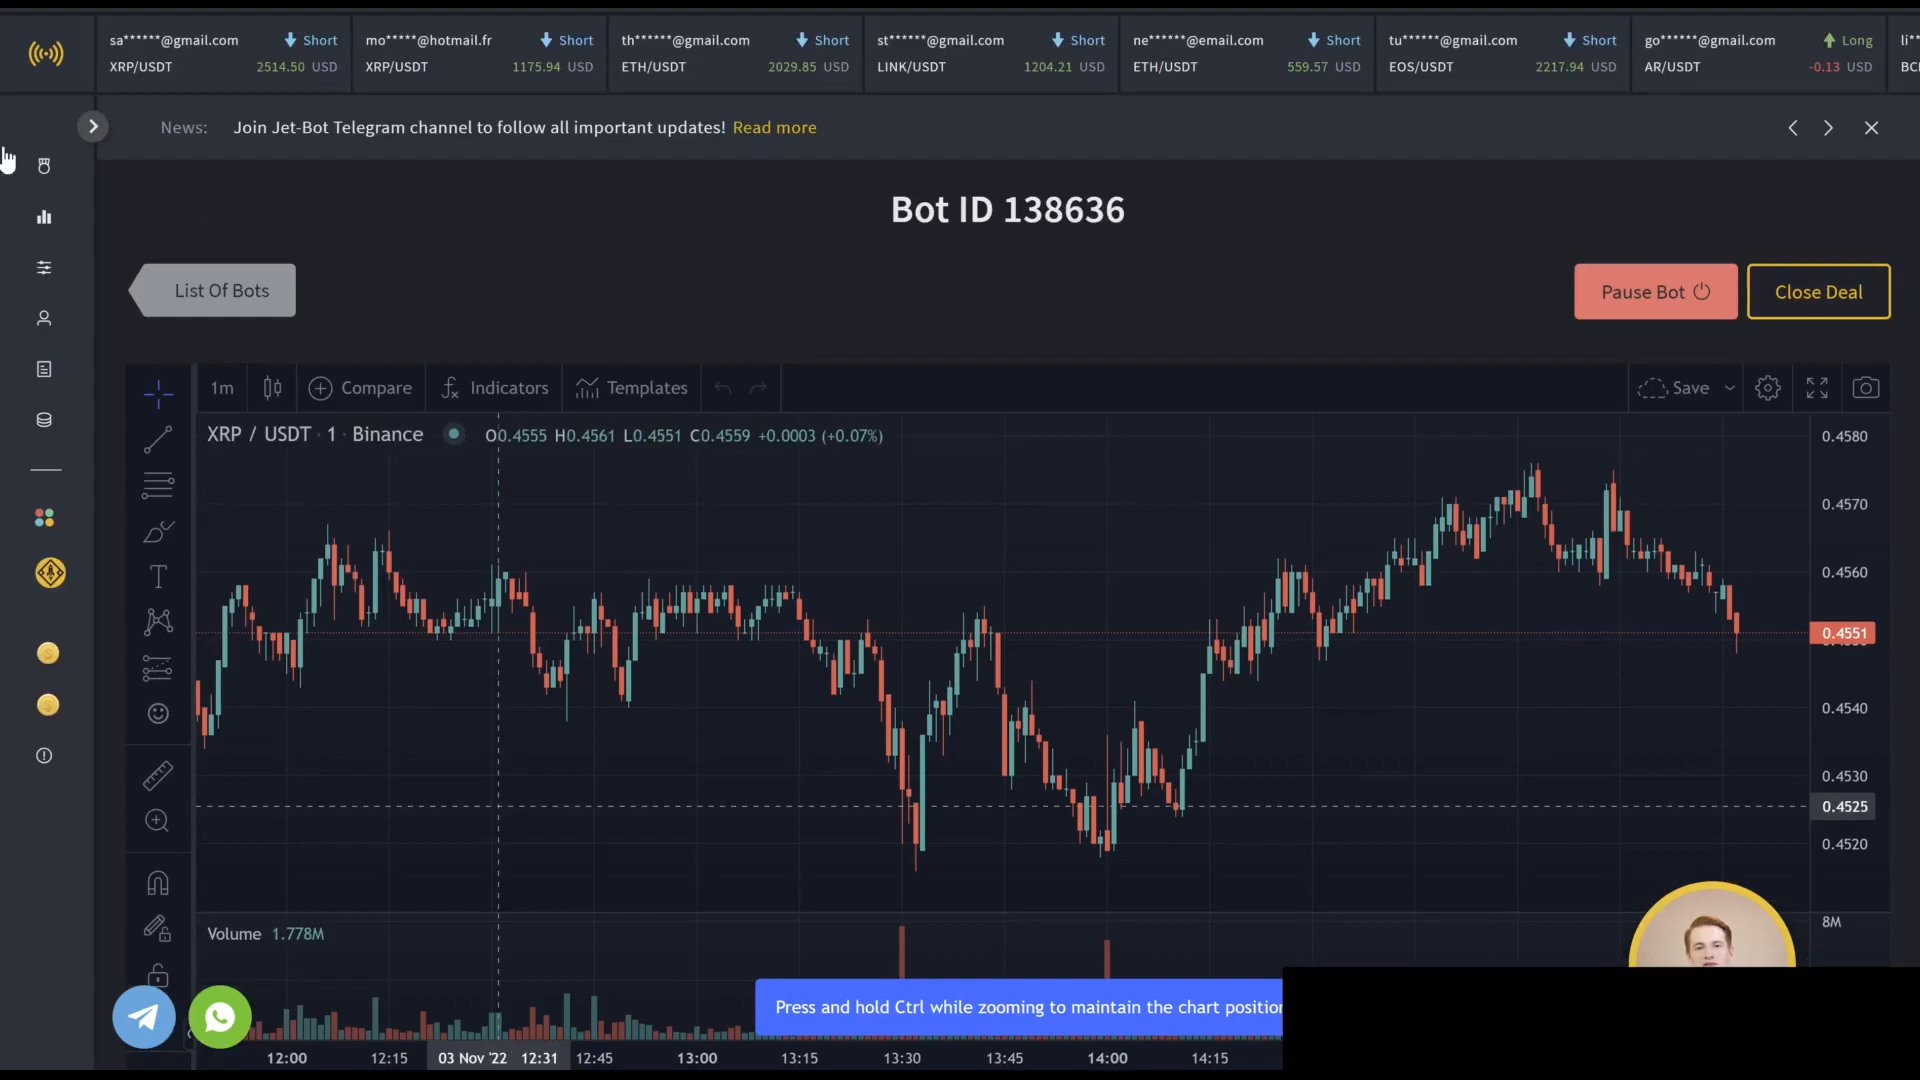 sa******@gmail.com Short
XRP/USDT 2514.50 USD
mo*****@hotmail.fr Short
XRP/USDT 1175.94 USD
th******@gmail.com Short
ETH/USDT 2029.85 USD
st******@gmail.com Short
LINK/USDT 1204.21 USD
ne******@email.com Short
ETH/USDT 559.57 USD
tu******@gmail.com Short
EOS/USDT 2217.94 USD
go******@gmail.com Long
AR/USDT -0.13 USD
News: Join Jet-Bot Telegram channel to follow all important updates! Read more
Bot ID 138636
List Of Bots
Pause Bot
Close Deal
1m Compare Indicators Templates Save
XRP / USDT · 1 · Binance O0.4555 H0.4561 L0.4551 C0.4559 +0.0003 (+0.07%)
0.4580
0.4570
0.4560
0.4551
0.4540
0.4530
0.4525
0.4520
Volume 1.778M
8M
Press and hold Ctrl while zooming to maintain the chart position
12:00 12:15 03 Nov '22 12:31 12:45 13:00 13:15 13:30 13:45 14:00 14:15